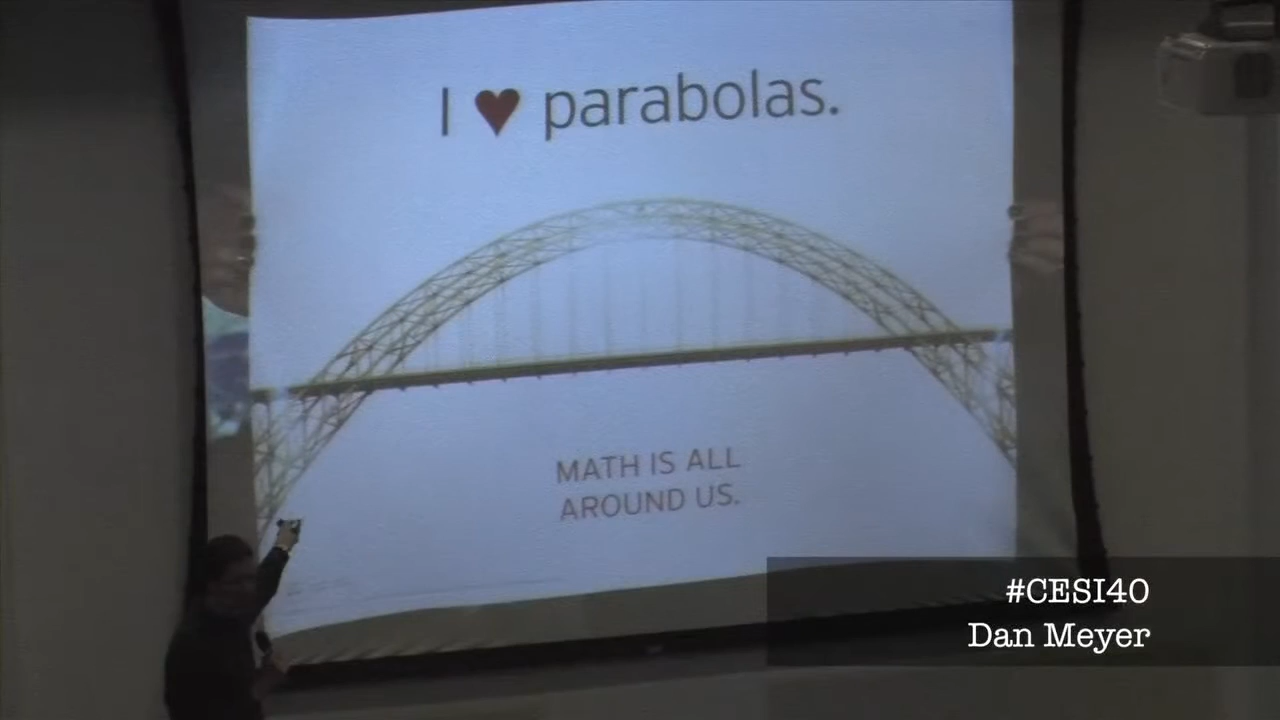 I ♥ parabolas.
MATH IS ALL
AROUND US.
#CESI40
Dan Meyer